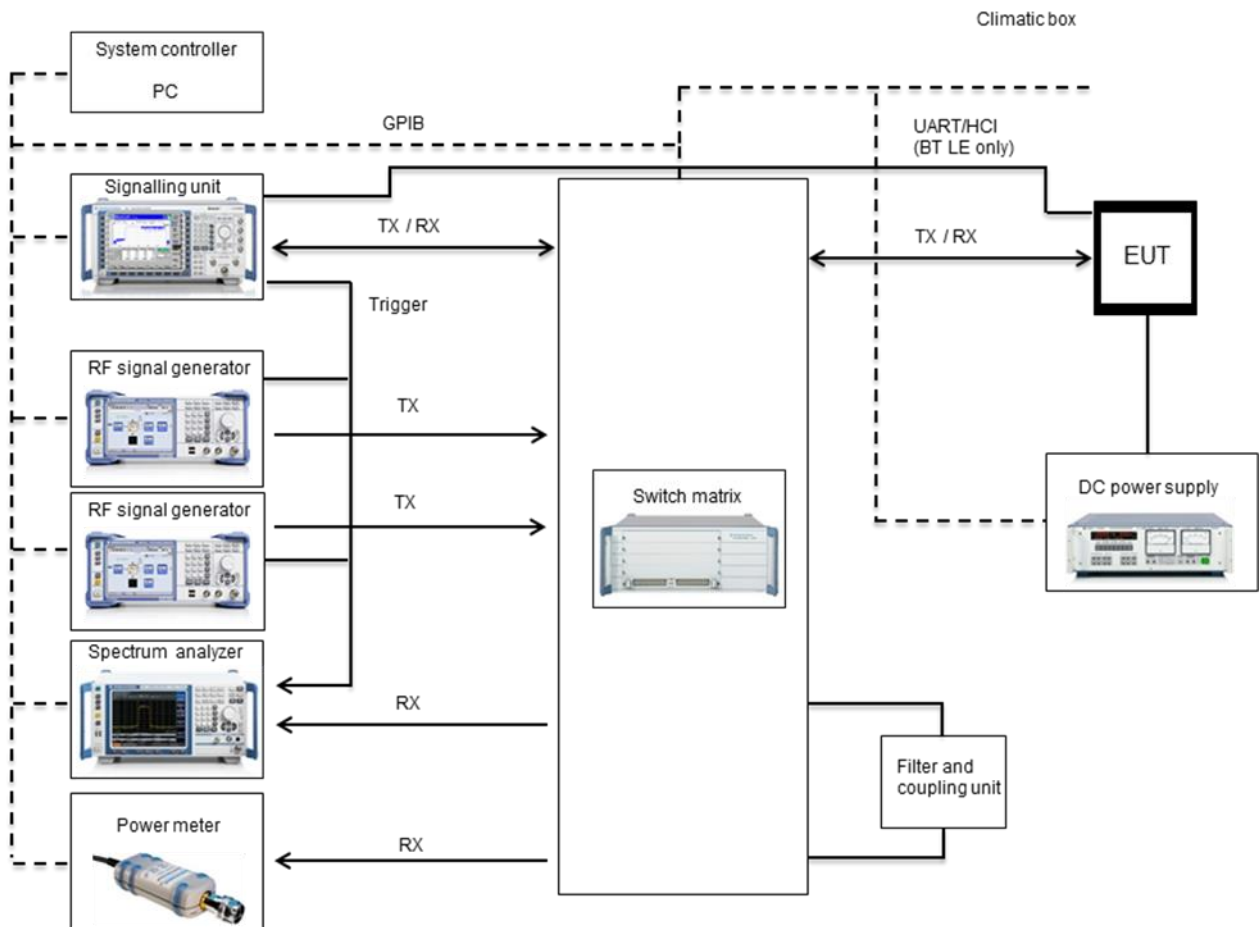 Climatic box
System controller
PC
GPIB
UART/HCI
(BT LE only)
Signalling unit
TX / RX
TX / RX
EUT
Trigger
RF signal generator
TX
RF signal generator
TX
Switch matrix
DC power supply
Spectrum analyzer
RX
Filter and
coupling unit
Power meter
RX